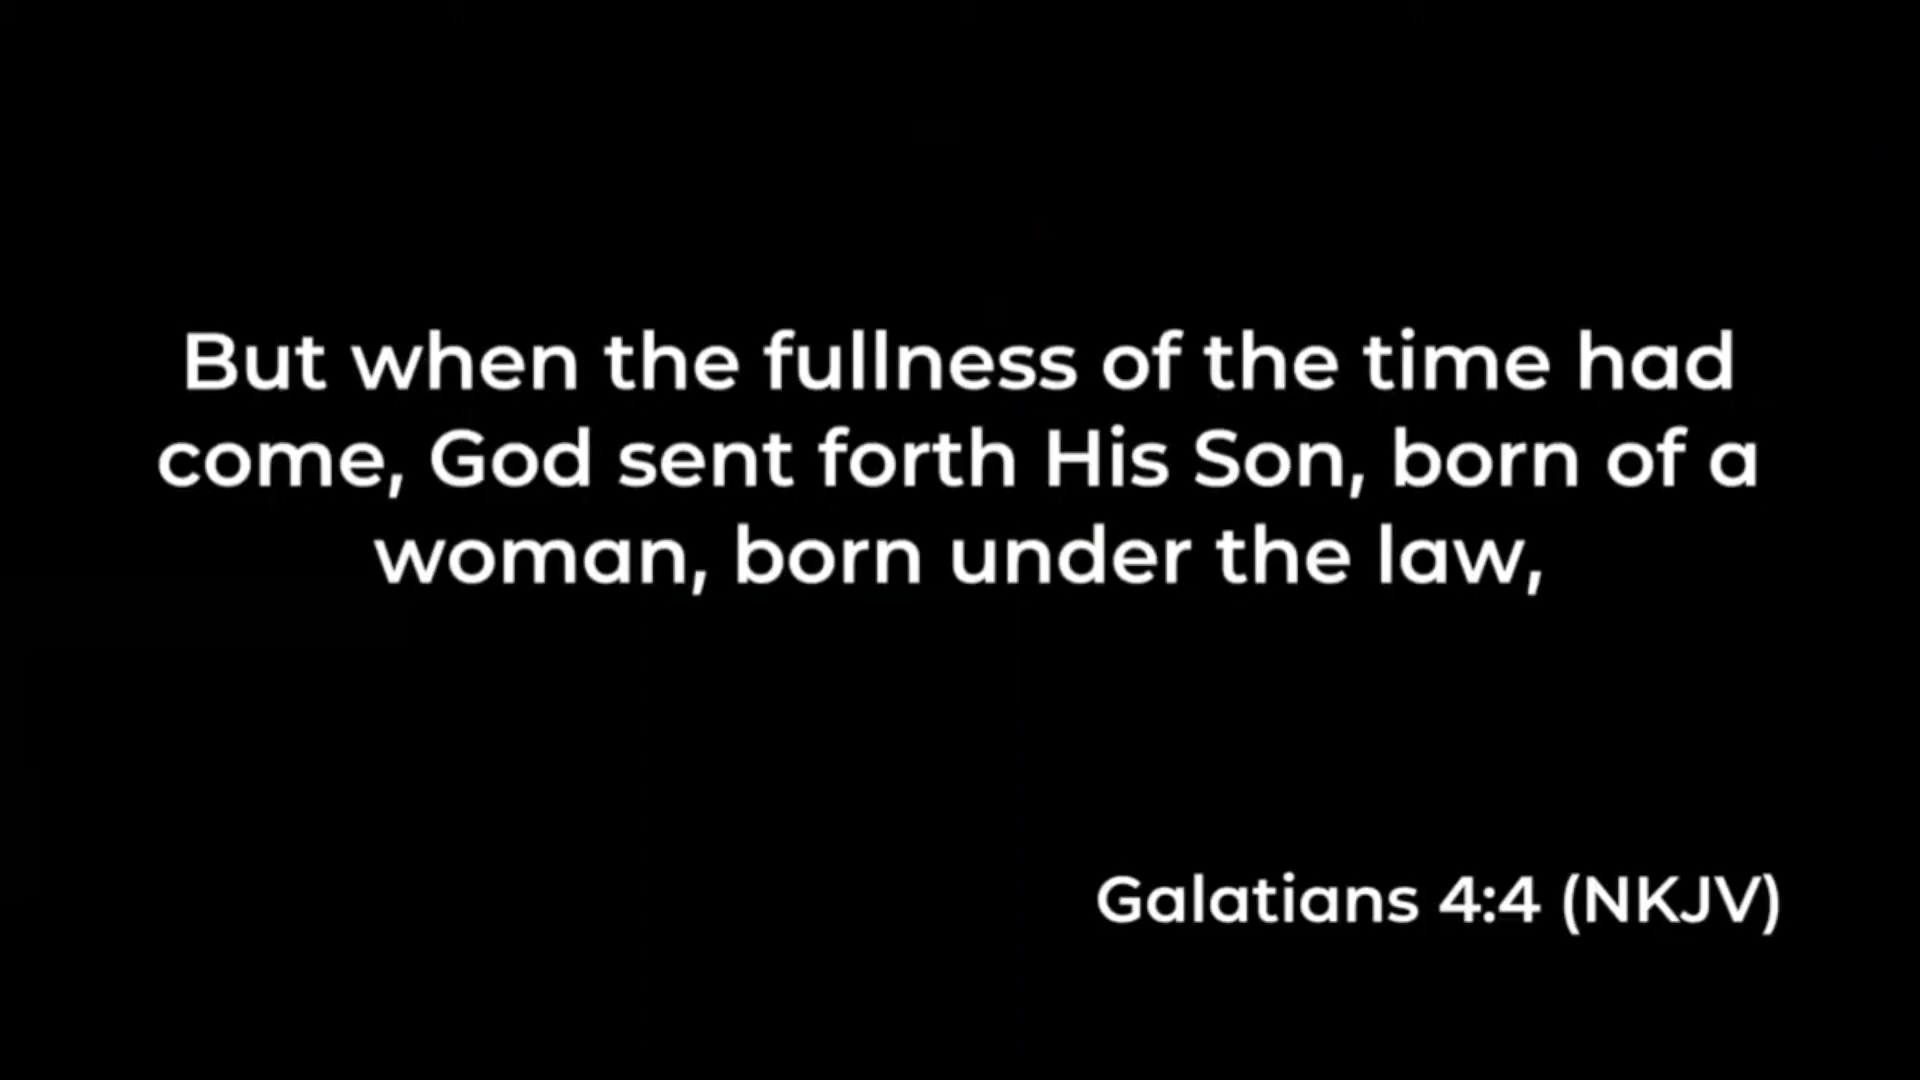 But when the fullness of the time had
come, God sent forth His Son, born of a
woman, born under the law,
Galatians 4:4 (NKJV)